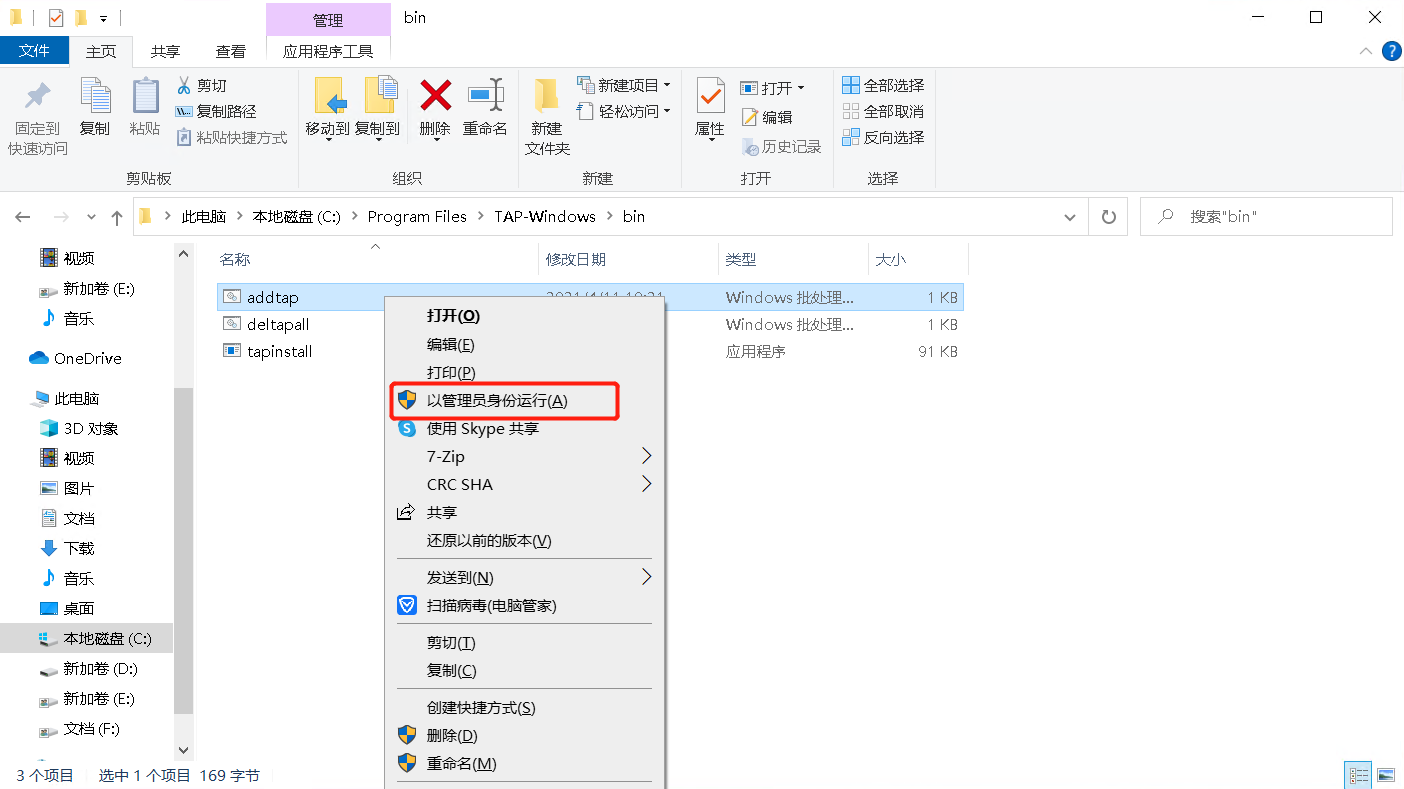 管理
bin
文件
主页
共享
查看
应用程序工具
固定到
快速访问
复制
粘贴
剪切
复制路径
粘贴快捷方式
剪贴板
移动到
复制到
删除
重命名
组织
新建
文件夹
新建项目
轻松访问
新建
属性
打开
编辑
历史记录
打开
全部选择
全部取消
反向选择
选择
此电脑 > 本地磁盘 (C:) > Program Files > TAP-Windows > bin
搜索"bin"
视频
新加卷 (E:)
音乐
OneDrive
此电脑
3D 对象
视频
图片
文档
下载
音乐
桌面
本地磁盘 (C:)
新加卷 (D:)
新加卷 (E:)
文档 (F:)
名称 修改日期 类型 大小
addtap Windows 批处理... 1 KB
deltapall Windows 批处理... 1 KB
tapinstall 应用程序 91 KB
打开(O)
编辑(E)
打印(P)
以管理员身份运行(A)
使用 Skype 共享
7-Zip
CRC SHA
共享
还原以前的版本(V)
发送到(N)
扫描病毒(电脑管家)
剪切(T)
复制(C)
创建快捷方式(S)
删除(D)
重命名(M)
3 个项目 选中 1 个项目 169 字节